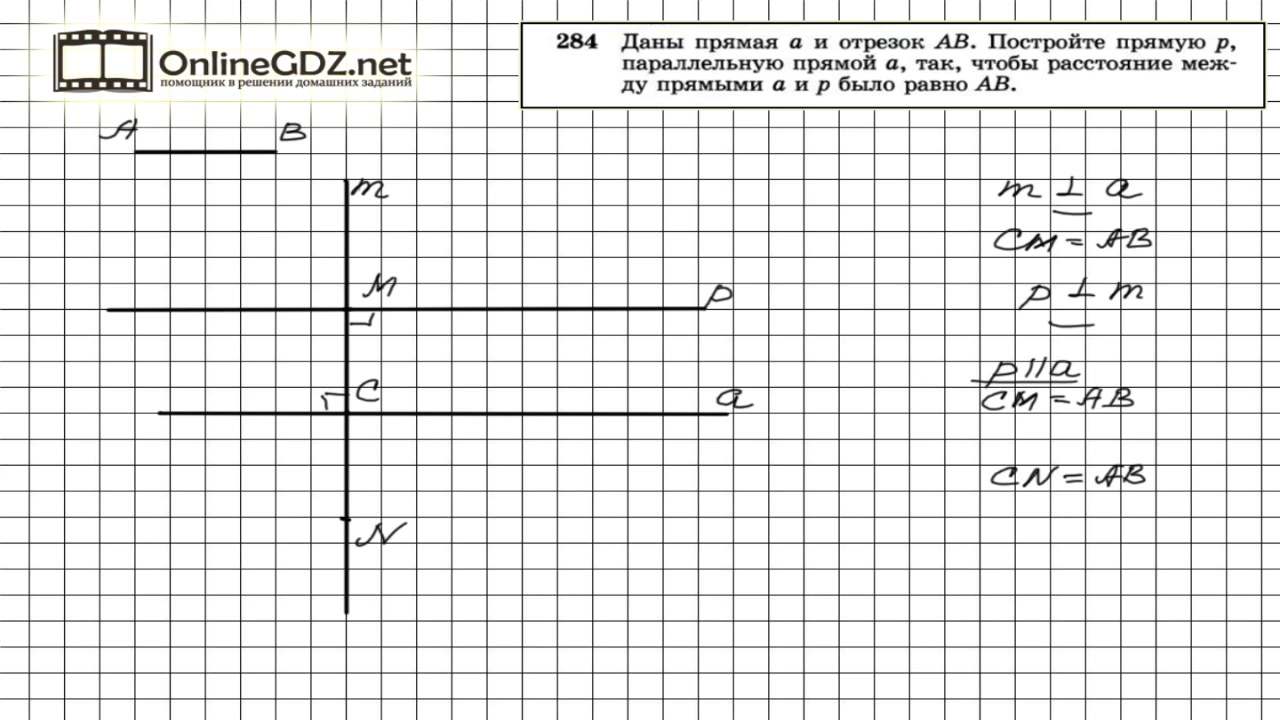 OnlineGDZ.net
помощник в решении домашних заданий
284 Даны прямая a и отрезок AB. Постройте прямую p,
параллельную прямой a, так, чтобы расстояние меж-
ду прямыми a и p было равно AB.
A B
m
M
p
C
a
N
m ⊥ a
CM = AB
p ⊥ m
p || a
CM = AB
CN = AB